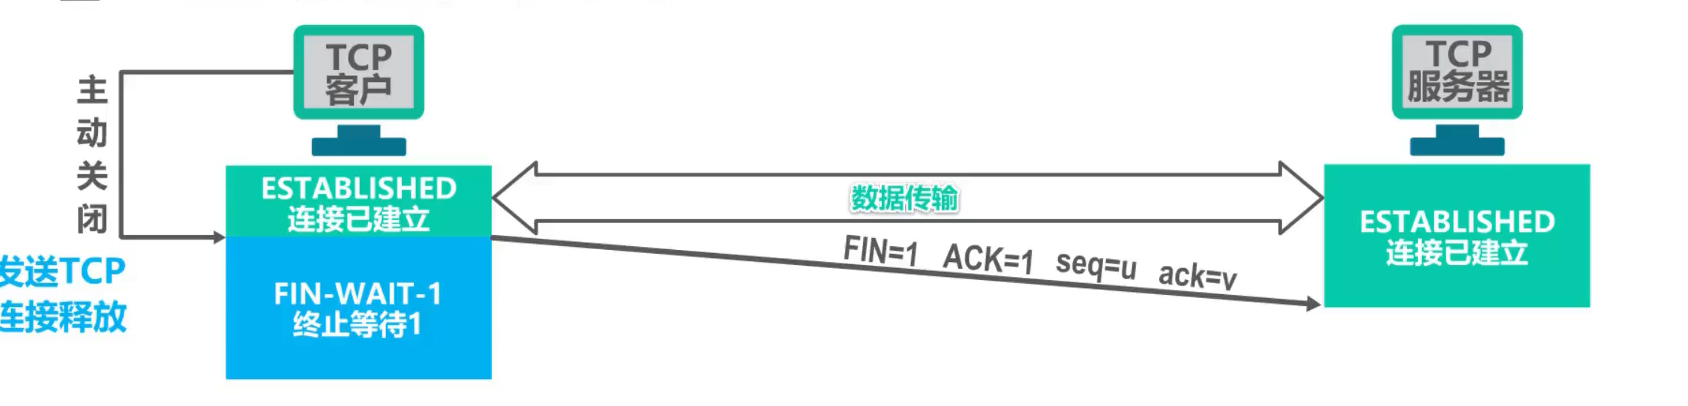 TCP
客户
TCP
服务器
主动关闭
ESTABLISHED
连接已建立
数据传输
ESTABLISHED
连接已建立
FIN=1 ACK=1 seq=u ack=v
发送TCP
连接释放
FIN-WAIT-1
终止等待1